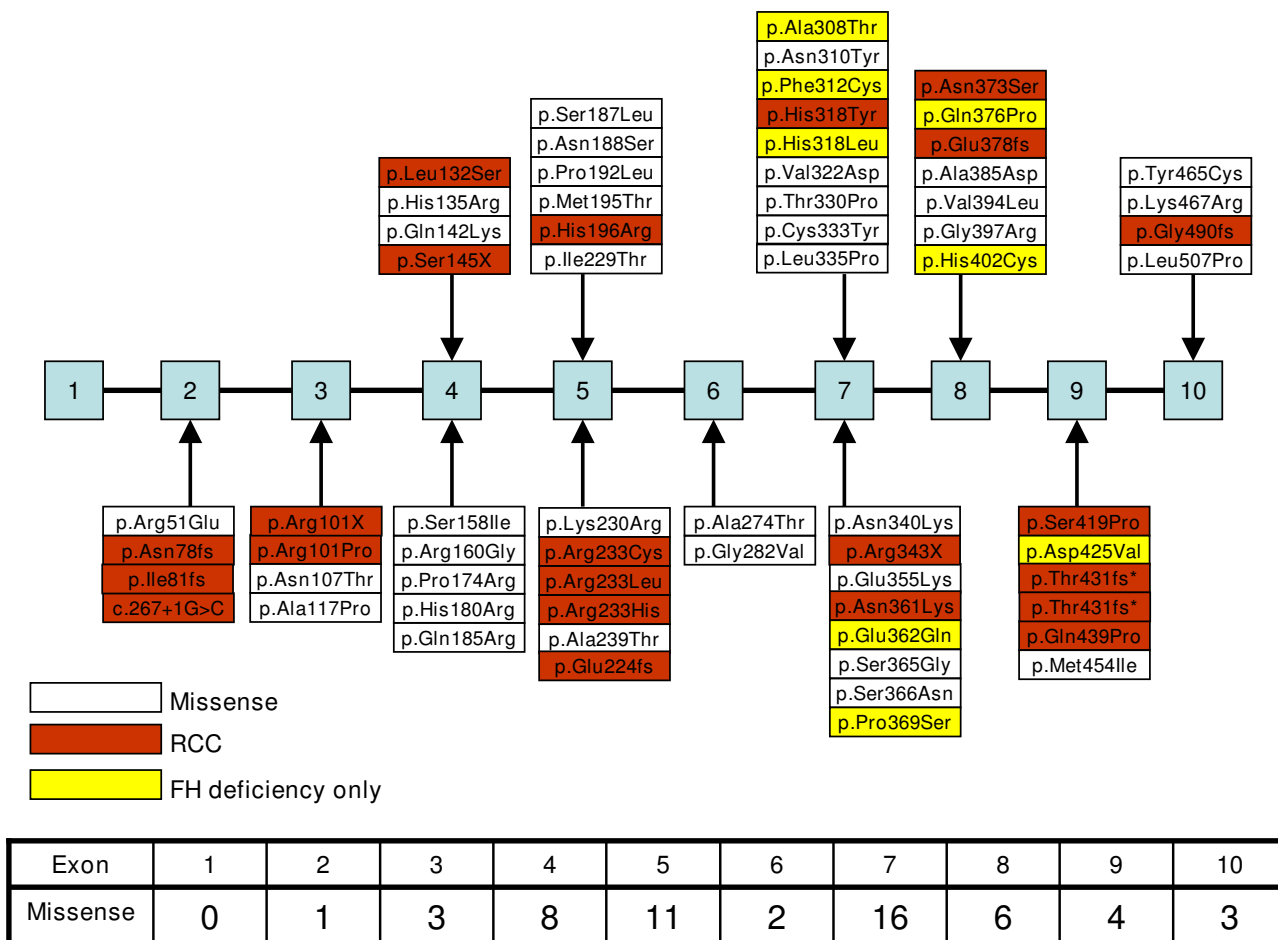 p.Leu132Ser
p.His135Arg
p.Gln142Lys
p.Ser145X
p.Ser187Leu
p.Asn188Ser
p.Pro192Leu
p.Met195Thr
p.His196Arg
p.Ile229Thr
p.Ala308Thr
p.Asn310Tyr
p.Phe312Cys
p.His318Tyr
p.His318Leu
p.Val322Asp
p.Thr330Pro
p.Cys333Tyr
p.Leu335Pro
p.Asn373Ser
p.Gln376Pro
p.Glu378fs
p.Ala385Asp
p.Val394Leu
p.Gly397Arg
p.His402Cys
p.Tyr465Cys
p.Lys467Arg
p.Gly490fs
p.Leu507Pro
1 2 3 4 5 6 7 8 9 10
p.Arg51Glu
p.Asn78fs
p.Ile81fs
c.267+1G>C
p.Arg101X
p.Arg101Pro
p.Asn107Thr
p.Ala117Pro
p.Ser158Ile
p.Arg160Gly
p.Pro174Arg
p.His180Arg
p.Gln185Arg
p.Lys230Arg
p.Arg233Cys
p.Arg233Leu
p.Arg233His
p.Ala239Thr
p.Glu224fs
p.Ala274Thr
p.Gly282Val
p.Asn340Lys
p.Arg343X
p.Glu355Lys
p.Asn361Lys
p.Glu362Gln
p.Ser365Gly
p.Ser366Asn
p.Pro369Ser
p.Ser419Pro
p.Asp425Val
p.Thr431fs*
p.Thr431fs*
p.Gln439Pro
p.Met454Ile
Missense
RCC
FH deficiency only
Exon 1 2 3 4 5 6 7 8 9 10
Missense 0 1 3 8 11 2 16 6 4 3